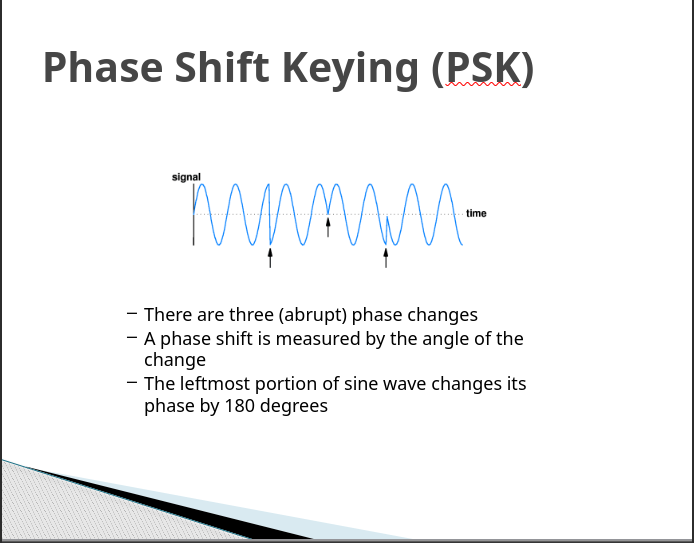 Phase Shift Keying (PSK)
signal
time
– There are three (abrupt) phase changes
– A phase shift is measured by the angle of the
change
– The leftmost portion of sine wave changes its
phase by 180 degrees